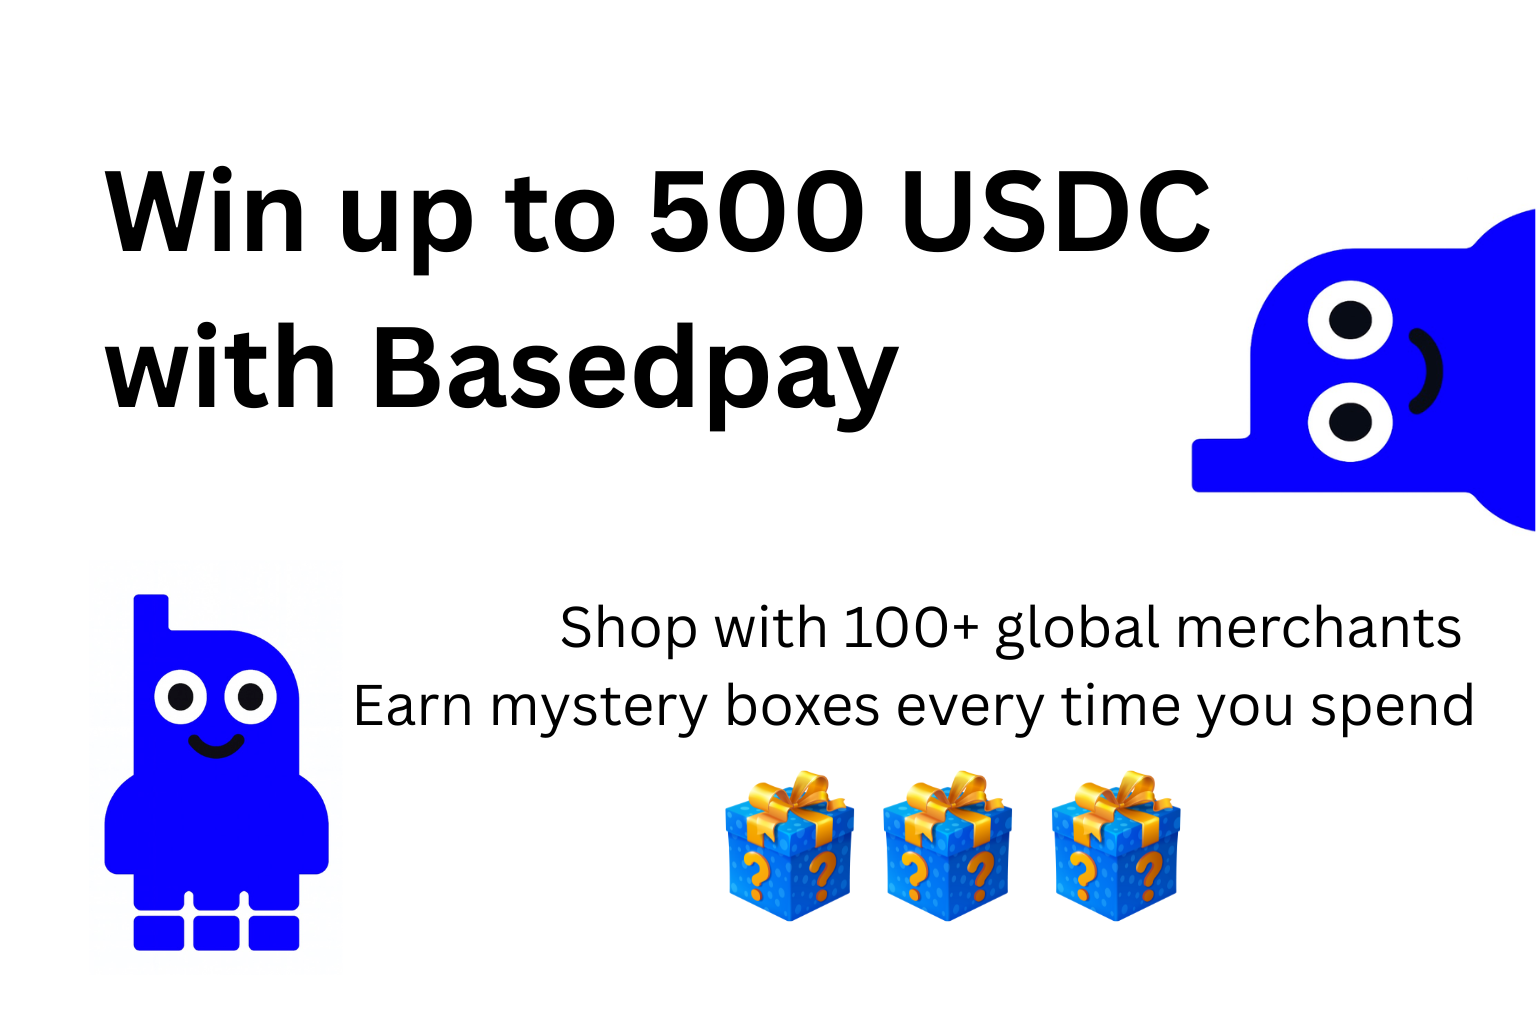 Win up to 500 USDC
with Basedpay
Shop with 100+ global merchants
Earn mystery boxes every time you spend
? ? ? ? ? ?